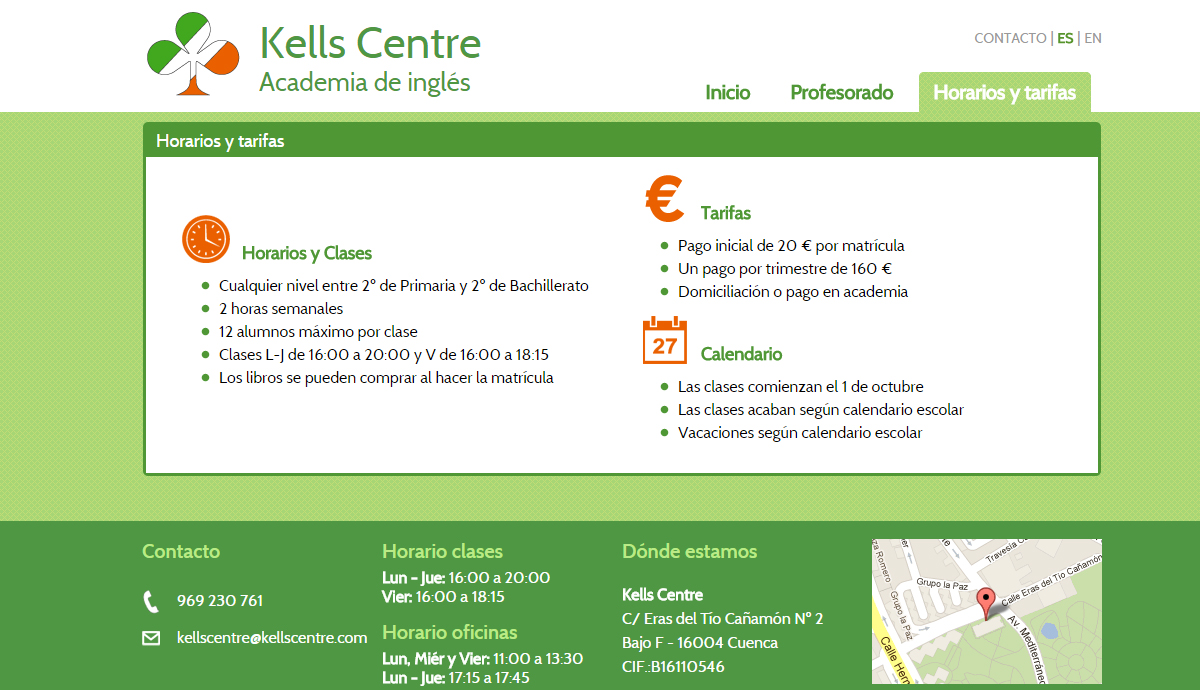 Kells Centre
Academia de inglés
CONTACTO | ES | EN
Inicio
Profesorado
Horarios y tarifas
Horarios y tarifas
Horarios y Clases
Cualquier nivel entre 2º de Primaria y 2º de Bachillerato
2 horas semanales
12 alumnos máximo por clase
Clases L-J de 16:00 a 20:00 y V de 16:00 a 18:15
Los libros se pueden comprar al hacer la matrícula
€
Tarifas
Pago inicial de 20 € por matrícula
Un pago por trimestre de 160 €
Domiciliación o pago en academia
27
Calendario
Las clases comienzan el 1 de octubre
Las clases acaban según calendario escolar
Vacaciones según calendario escolar
Contacto
969 230 761
kellscentre@kellscentre.com
Horario clases
Lun - Jue: 16:00 a 20:00
Vier: 16:00 a 18:15
Horario oficinas
Lun, Miér y Vier: 11:00 a 13:30
Lun - Jue: 17:15 a 17:45
Dónde estamos
Kells Centre
C/ Eras del Tío Cañamón Nº 2
Bajo F - 16004 Cuenca
CIF.:B16110546
Romero
Travesía
Grupo la Paz
Grupo la Paz
Calle Eras del Tío Cañamón
Av. Mediterráneo
Calle